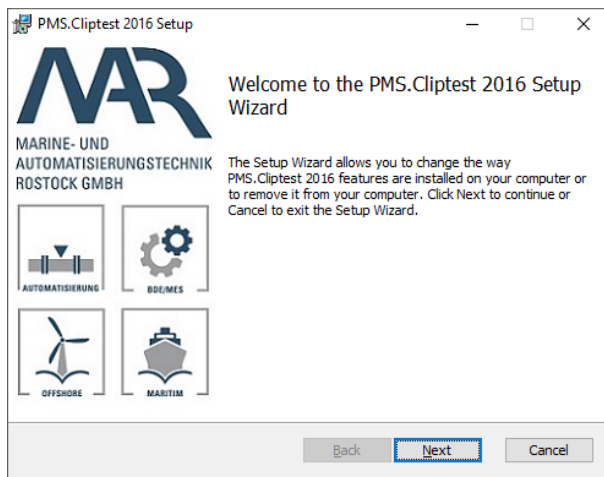 PMS.Cliptest 2016 Setup
MAR
MARINE- UND
AUTOMATISIERUNGSTECHNIK
ROSTOCK GMBH
AUTOMATISIERUNG
BDE/MES
OFFSHORE
MARITIM
Welcome to the PMS.Cliptest 2016 Setup
Wizard
The Setup Wizard allows you to change the way
PMS.Cliptest 2016 features are installed on your computer or
to remove it from your computer. Click Next to continue or
Cancel to exit the Setup Wizard.
Back
Next
Cancel